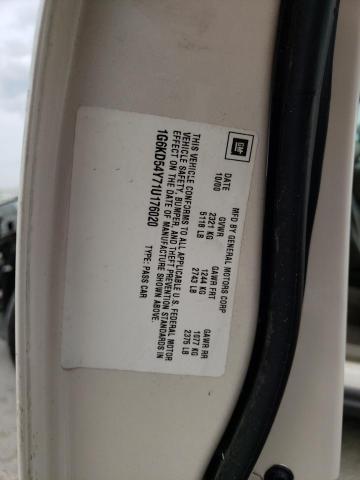 GM
MFD BY GENERAL MOTORS CORP
DATE GVWR GAWR FRT GAWR RR
10/00 2321 KG 1244 KG 1077 KG
5118 LB 2743 LB 2375 LB
THIS VEHICLE CONFORMS TO ALL APPLICABLE U.S. FEDERAL MOTOR
VEHICLE SAFETY, BUMPER, AND THEFT PREVENTION STANDARDS IN
EFFECT ON THE DATE OF MANUFACTURE SHOWN ABOVE.
1G6KD54Y71U176020 TYPE: PASS CAR